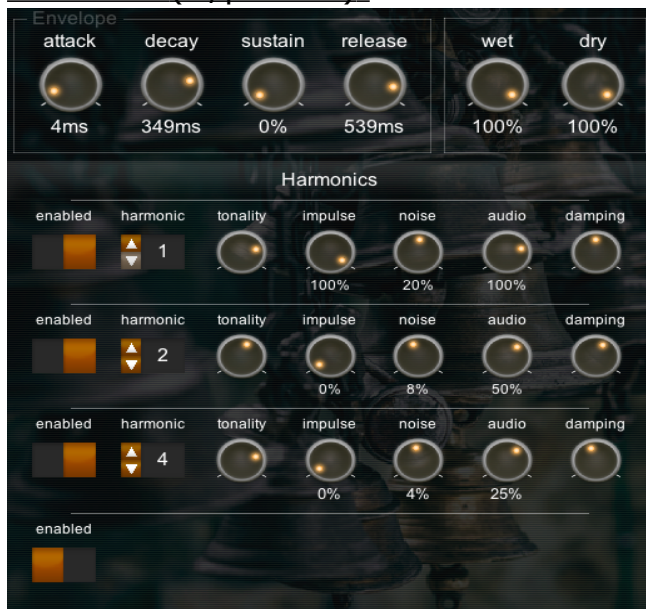 Envelope
attack decay sustain release wet dry
4ms 349ms 0% 539ms 100% 100%
Harmonics
enabled harmonic tonality impulse noise audio damping
1
100% 20% 100%
enabled harmonic tonality impulse noise audio damping
2
0% 8% 50%
enabled harmonic tonality impulse noise audio damping
4
0% 4% 25%
enabled